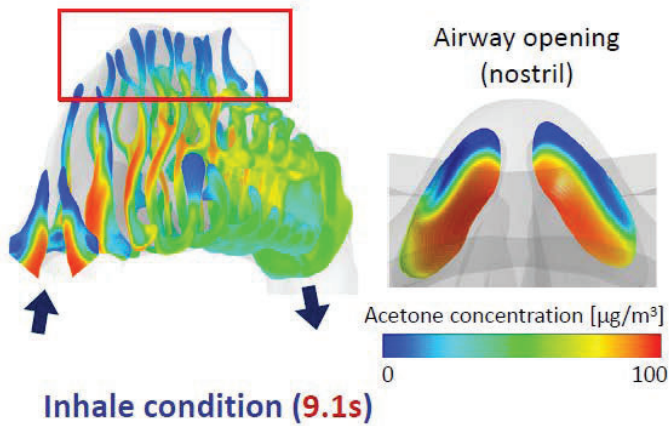 Airway opening
(nostril)
Acetone concentration [µg/m³]
0 100
Inhale condition (9.1s)